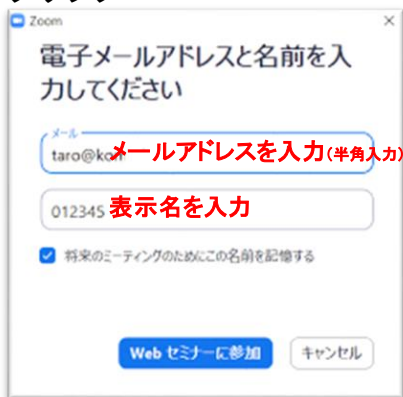 Zoom
電子メールアドレスと名前を入
力してください
メール
taro@kon メールアドレスを入力(半角入力)
012345 表示名を入力
将来のミーティングのためにこの名前を記憶する
Web セミナーに参加 キャンセル